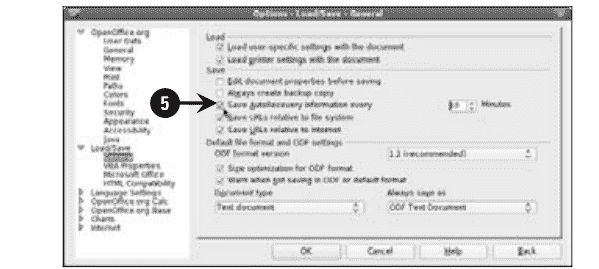 Options - Load/Save - General
OpenOffice.org
User Data
General
Memory
View
Print
Paths
Colors
Fonts
Security
Appearance
Accessibility
Java
Load/Save
General
VBA Properties
Microsoft Office
HTML Compatibility
Language Settings
OpenOffice.org Calc
OpenOffice.org Base
Charts
Internet
Load
Load user-specific settings with the document
Load printer settings with the document
Save
Edit document properties before saving
Always create backup copy
5
Save AutoRecovery information every
Minutes
Save URLs relative to file system
Save URLs relative to internet
Default file format and ODF settings
ODF format version
1.2 (recommended)
Size optimization for ODF format
Warn when not saving in ODF or default format
Document type
Always save as
Text document
ODF Text Document
OK
Cancel
Help
Back